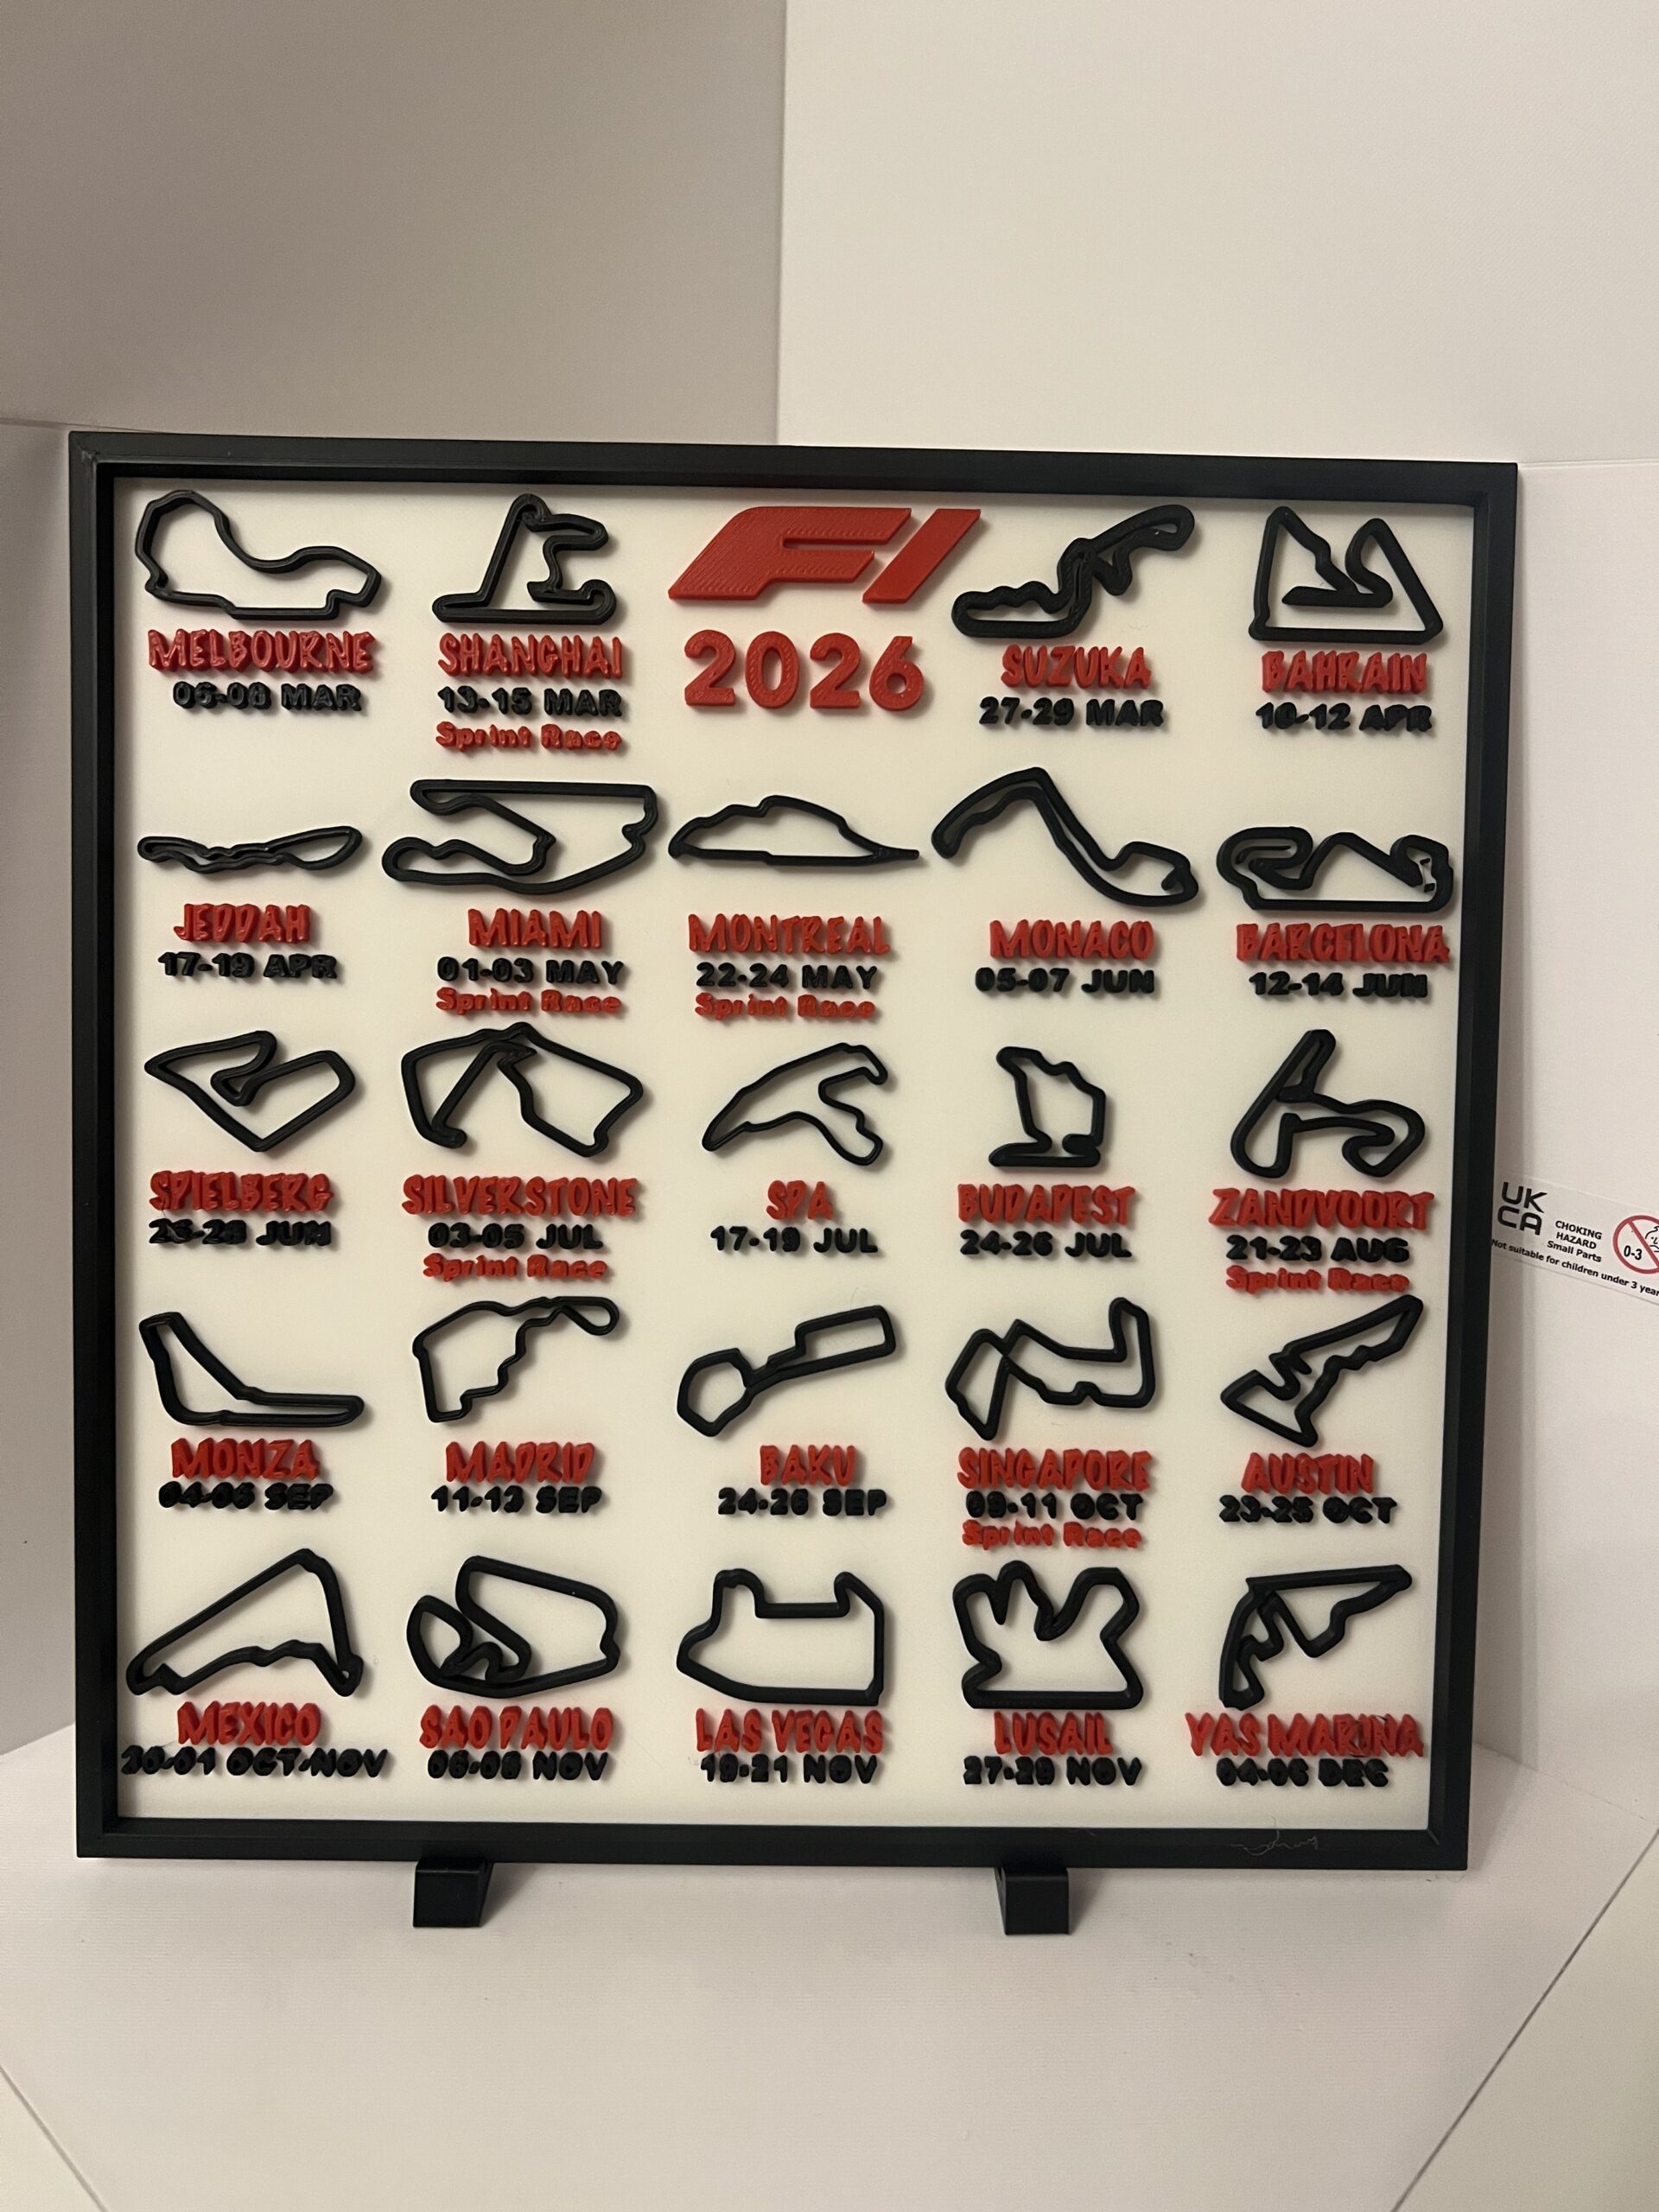 F1
2026
MELBOURNE
06-08 MAR
SHANGHAI
13-15 MAR
Sprint Race
SUZUKA
27-29 MAR
BAHRAIN
10-12 APR
JEDDAH
17-19 APR
MIAMI
01-03 MAY
Sprint Race
MONTREAL
22-24 MAY
Sprint Race
MONACO
05-07 JUN
BARCELONA
12-14 JUN
SPIELBERG
26-28 JUN
SILVERSTONE
03-05 JUL
Sprint Race
SPA
17-19 JUL
BUDAPEST
24-26 JUL
ZANDVOORT
21-23 AUG
Sprint Race
MONZA
04-06 SEP
MADRID
11-13 SEP
BAKU
24-26 SEP
SINGAPORE
09-11 OCT
Sprint Race
AUSTIN
23-25 OCT
MEXICO
30-01 OCT-NOV
SAO PAULO
06-08 NOV
LAS VEGAS
19-21 NOV
LUSAIL
27-29 NOV
YAS MARINA
04-06 DEC
UK
CA
CHOKING
HAZARD
Small Parts
0-3
Not suitable for children under 3 year